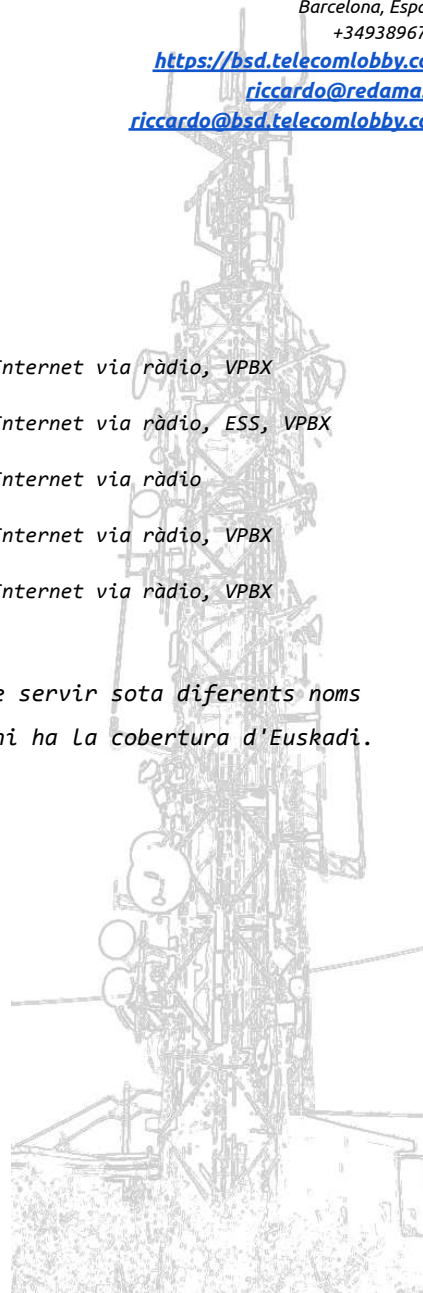 Barcelona,
+34938967
https://bsd.telecomlobby.co
riccardo@redama
riccardo@bsd.telecomlobby.co
Internet via ràdio, VPBX
Internet via ràdio, ESS, VPBX
Internet via ràdio
Internet via ràdio, VPBX
Internet via ràdio, VPBX
servir sota diferents noms
hi ha la cobertura d'Euskadi.